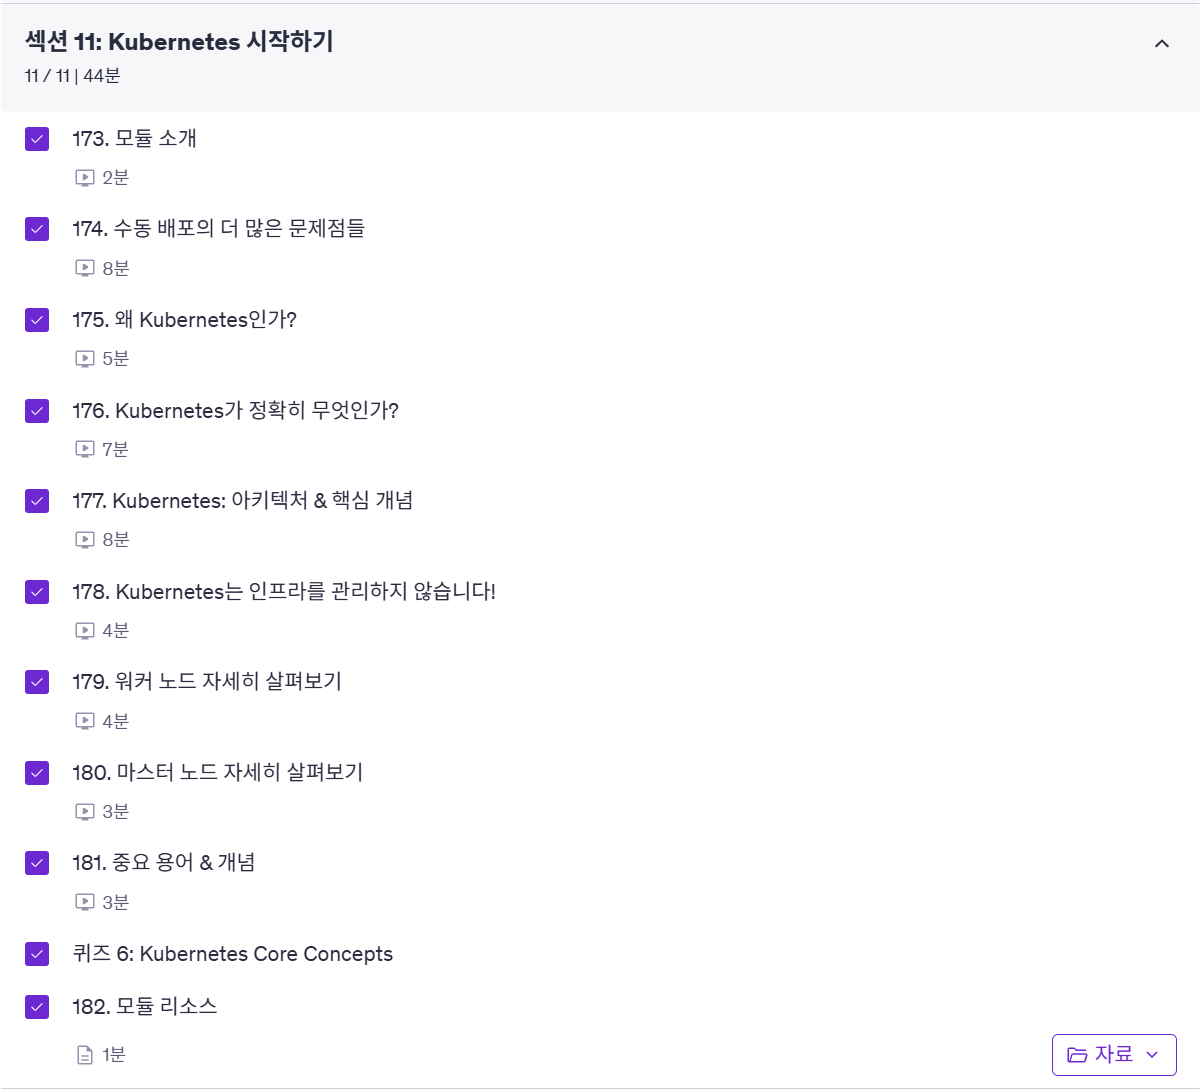 섹션 11: Kubernetes 시작하기
11 / 11 | 44분
173. 모듈 소개
2분
174. 수동 배포의 더 많은 문제점들
8분
175. 왜 Kubernetes인가?
5분
176. Kubernetes가 정확히 무엇인가?
7분
177. Kubernetes: 아키텍처 & 핵심 개념
8분
178. Kubernetes는 인프라를 관리하지 않습니다!
4분
179. 워커 노드 자세히 살펴보기
4분
180. 마스터 노드 자세히 살펴보기
3분
181. 중요 용어 & 개념
3분
퀴즈 6: Kubernetes Core Concepts
182. 모듈 리소스
1분
자료